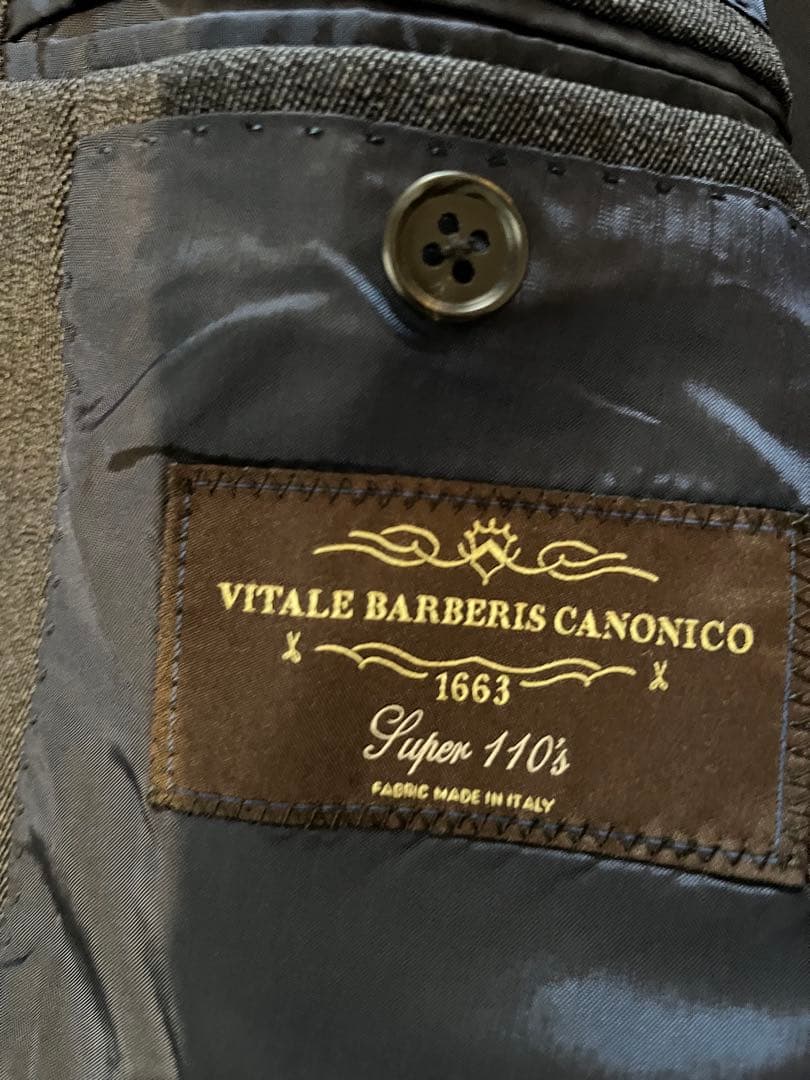 VITALE BARBERIS CANONICO
1663
Super 110's
FABRIC MADE IN ITALY